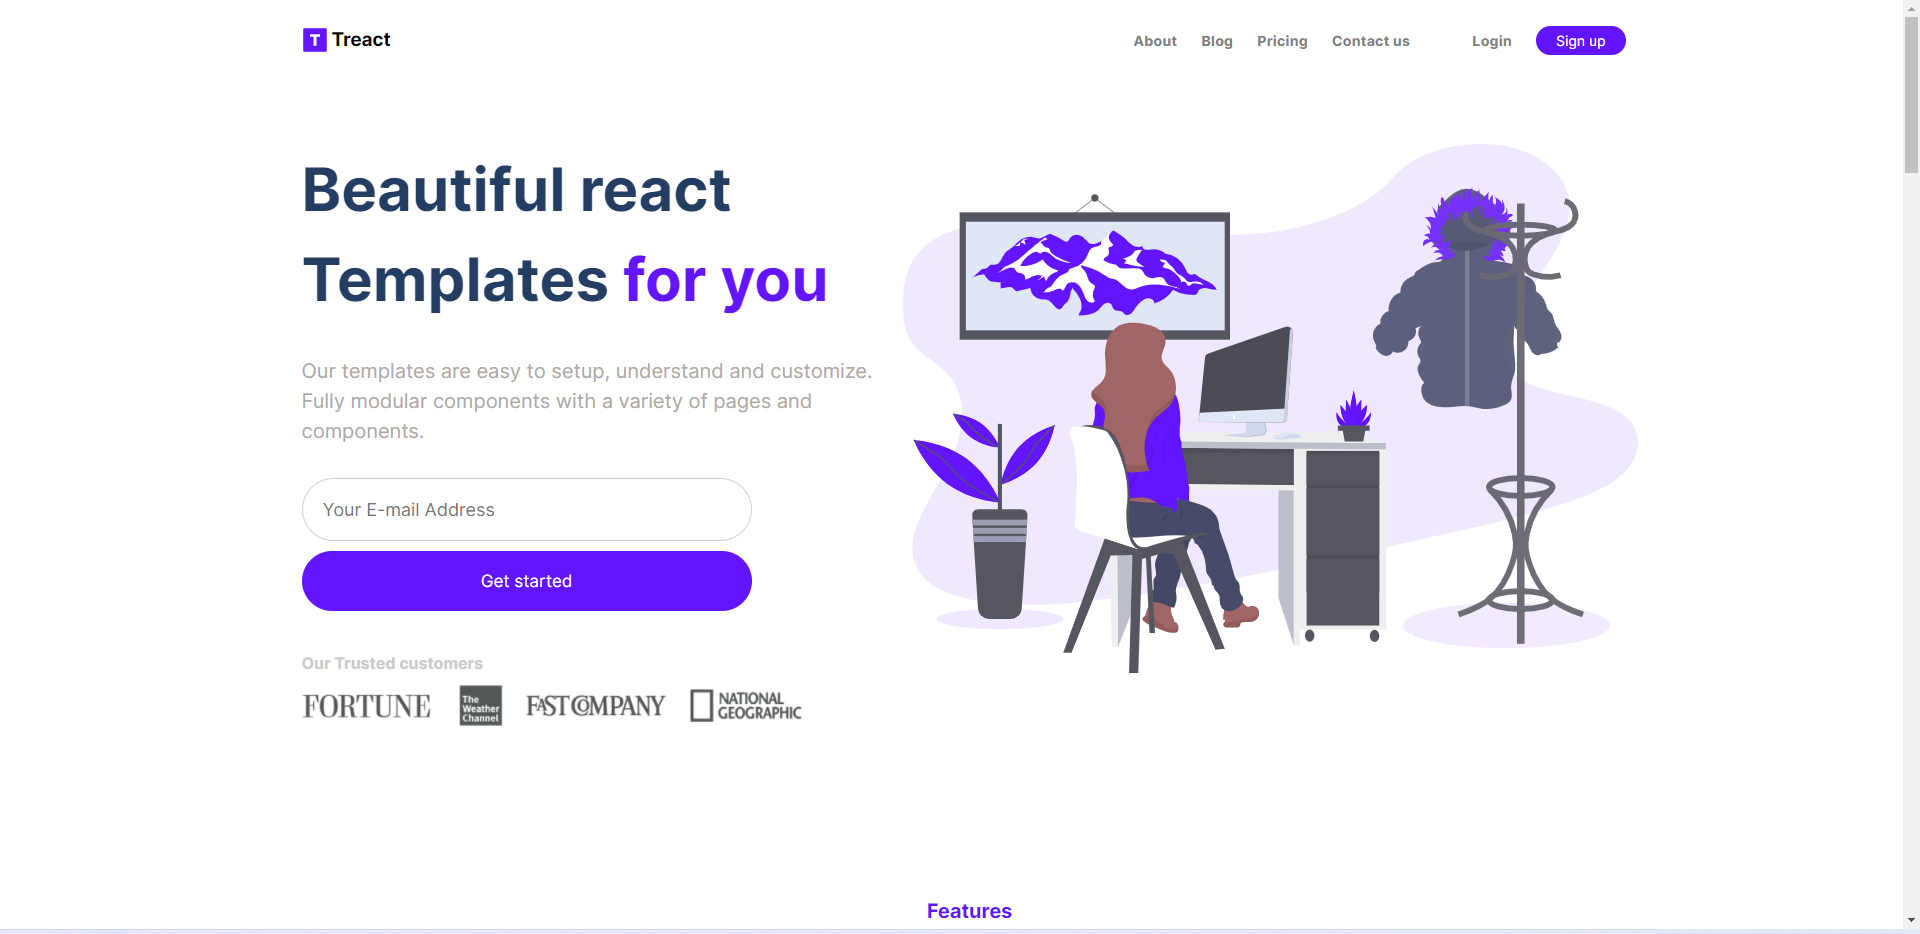 T Treact
About Blog Pricing Contact us Login Sign up
Beautiful react
Templates for you
Our templates are easy to setup, understand and customize.
Fully modular components with a variety of pages and
components.
Your E-mail Address
Get started
Our Trusted customers
FORTUNE
The
Weather
Channel
FAST COMPANY
NATIONAL
GEOGRAPHIC
Features